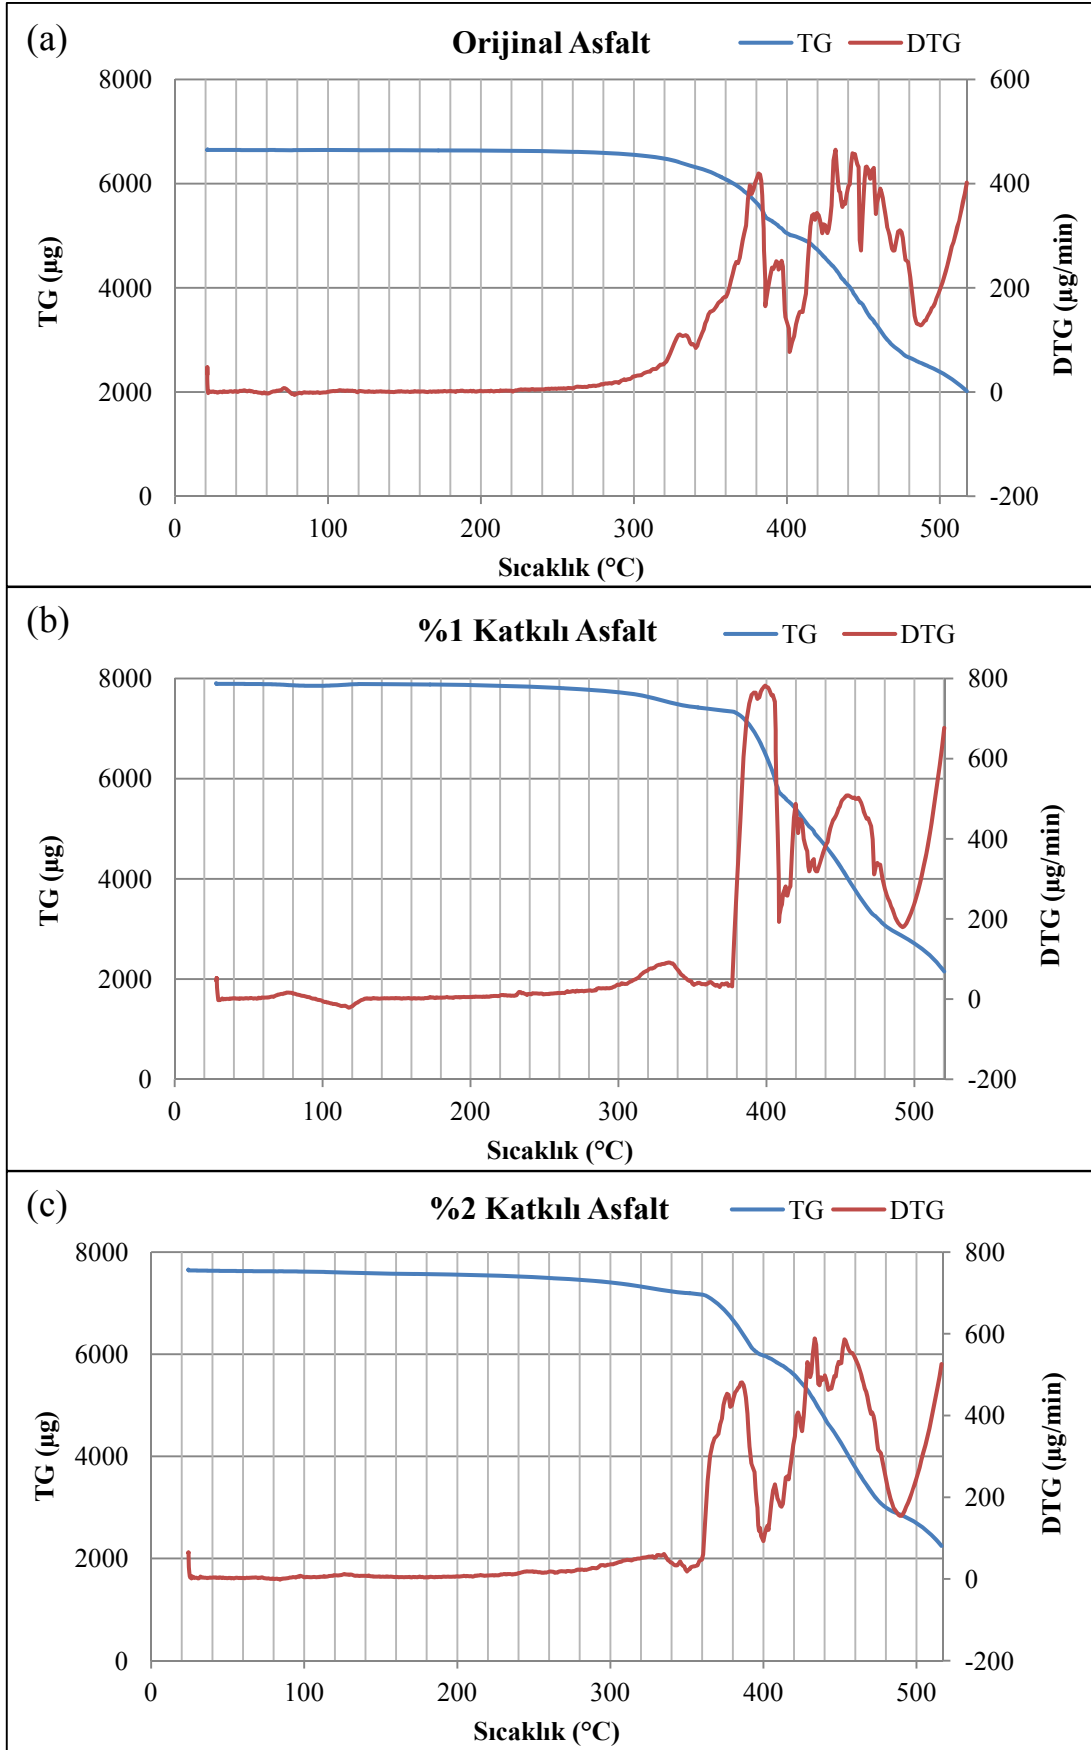 (a)
Orijinal Asfalt
TG
DTG
8000
6000
4000
2000
0
TG (µg)
600
400
200
0
-200
DTG (µg/min)
0 100 200 300 400 500
Sıcaklık (°C)
(b)
%1 Katkılı Asfalt
TG
DTG
8000
6000
4000
2000
0
TG (µg)
800
600
400
200
0
-200
DTG (µg/min)
0 100 200 300 400 500
Sıcaklık (°C)
(c)
%2 Katkılı Asfalt
TG
DTG
8000
6000
4000
2000
0
TG (µg)
800
600
400
200
0
-200
DTG (µg/min)
0 100 200 300 400 500
Sıcaklık (°C)